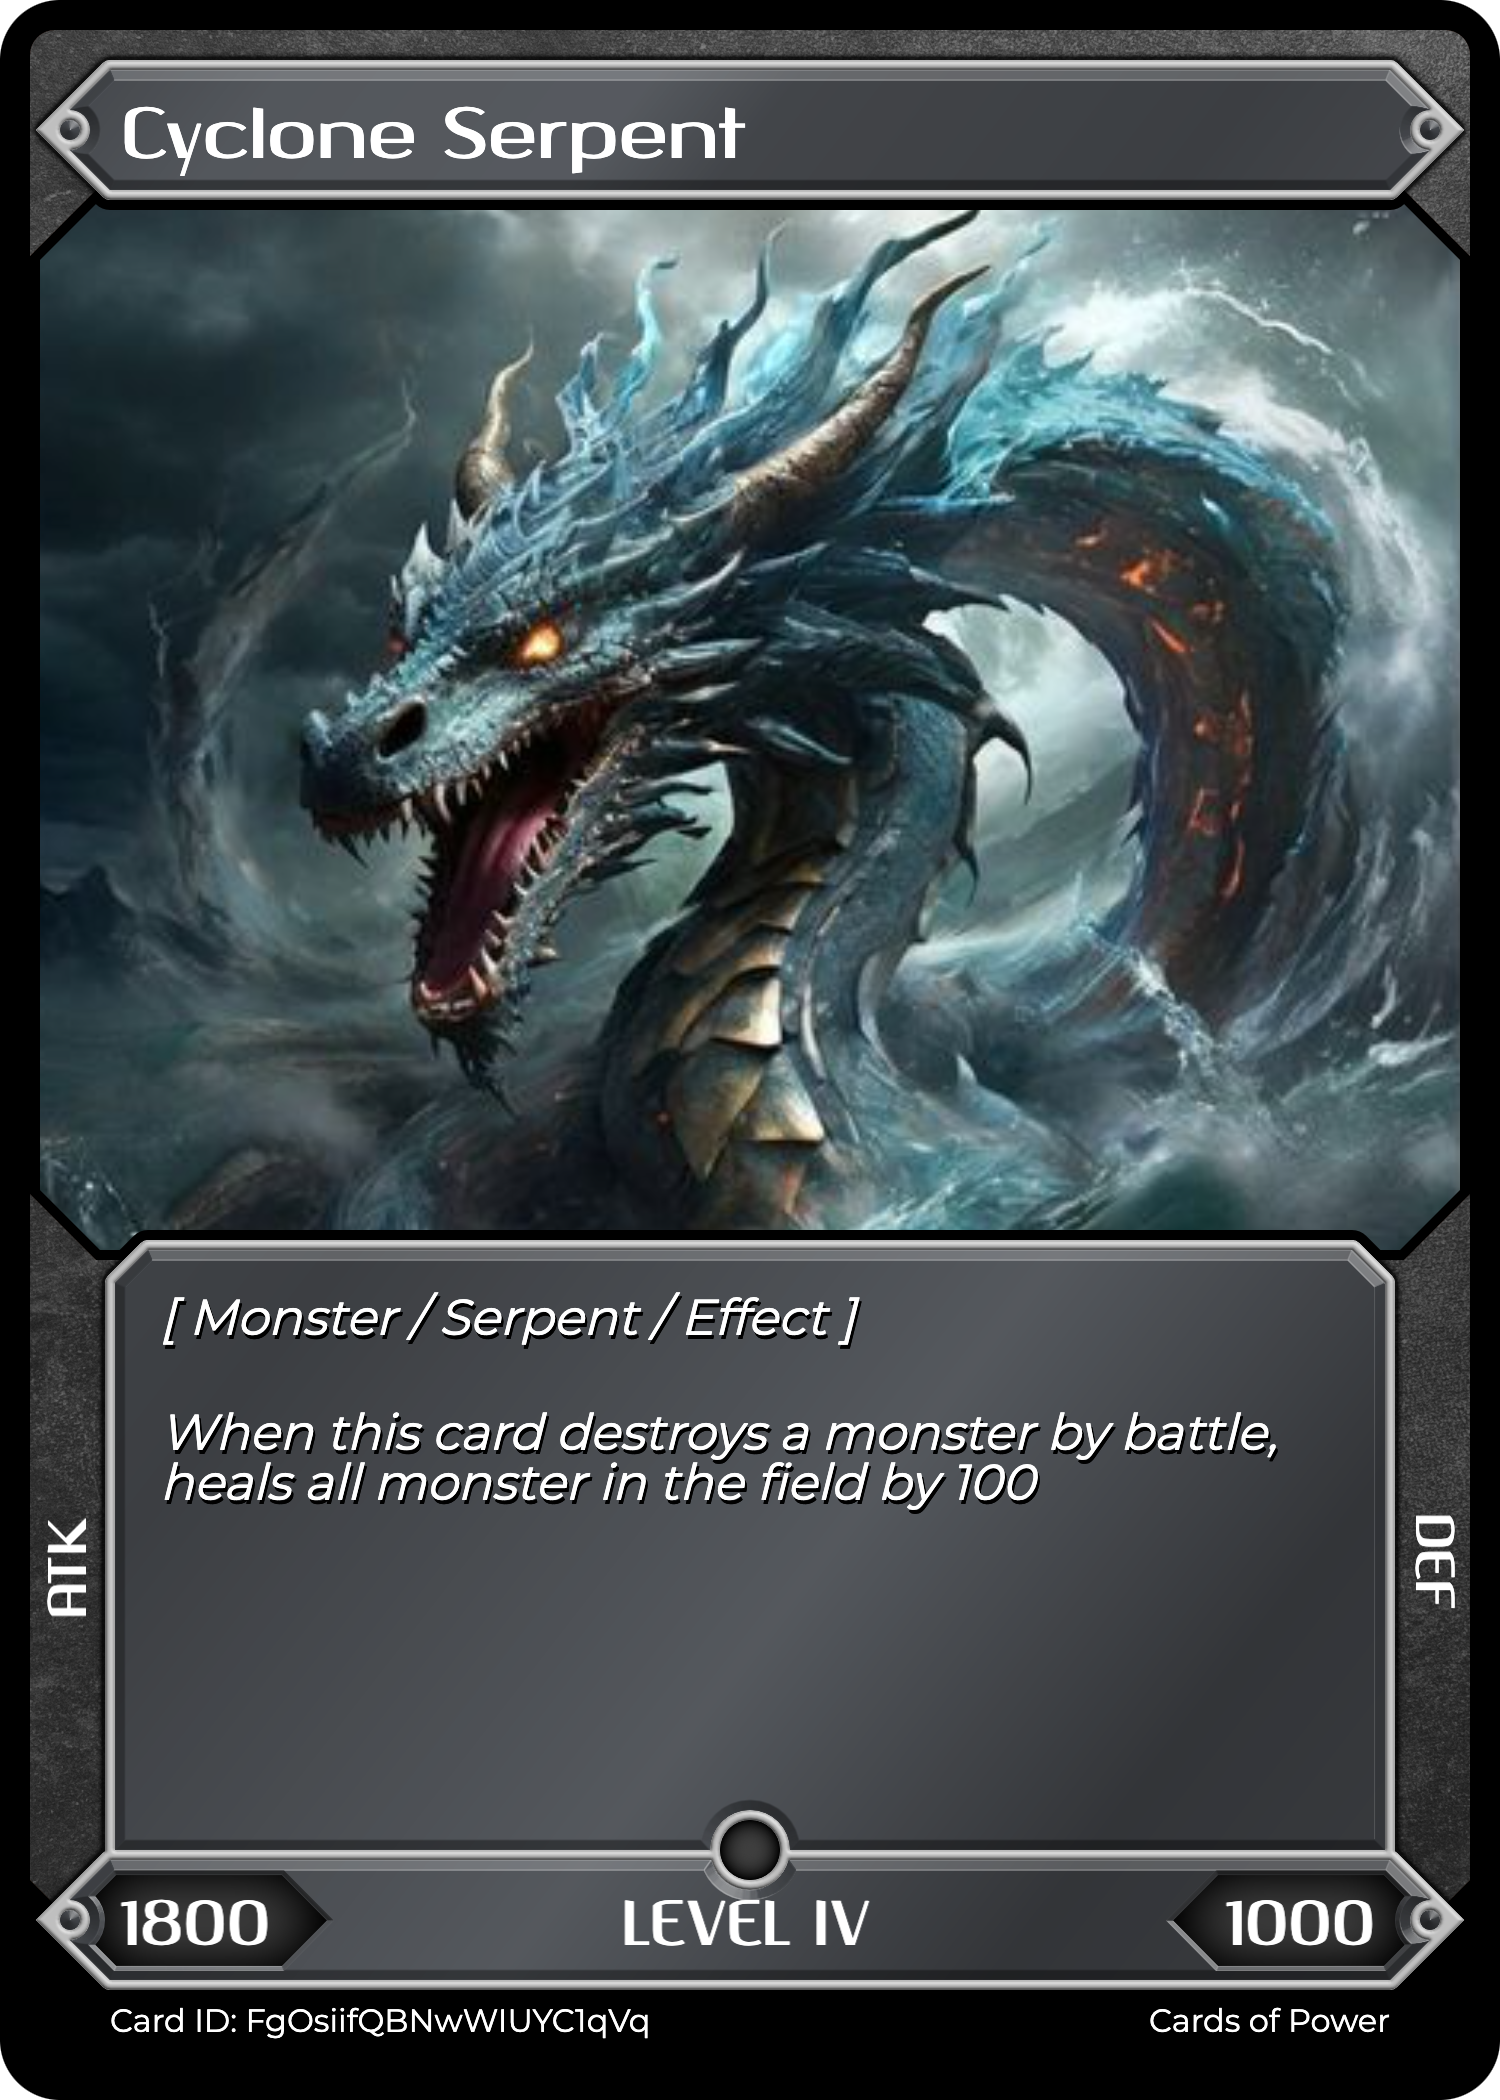 Cyclone Serpent
[ Monster / Serpent / Effect ]
When this card destroys a monster by battle,
heals all monster in the field by 100
ATK
DEF
1800
LEVEL IV
1000
Card ID: FgOsiifQBNwWIUYC1qVq
Cards of Power